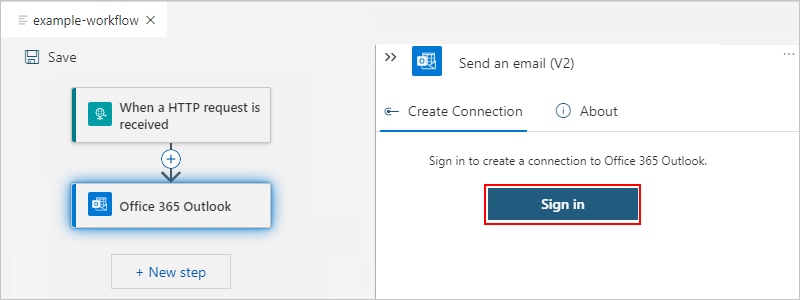 example-workflow
Save
When a HTTP request is
received
Office 365 Outlook
+ New step
Send an email (V2)
Create Connection
About
Sign in to create a connection to Office 365 Outlook.
Sign in